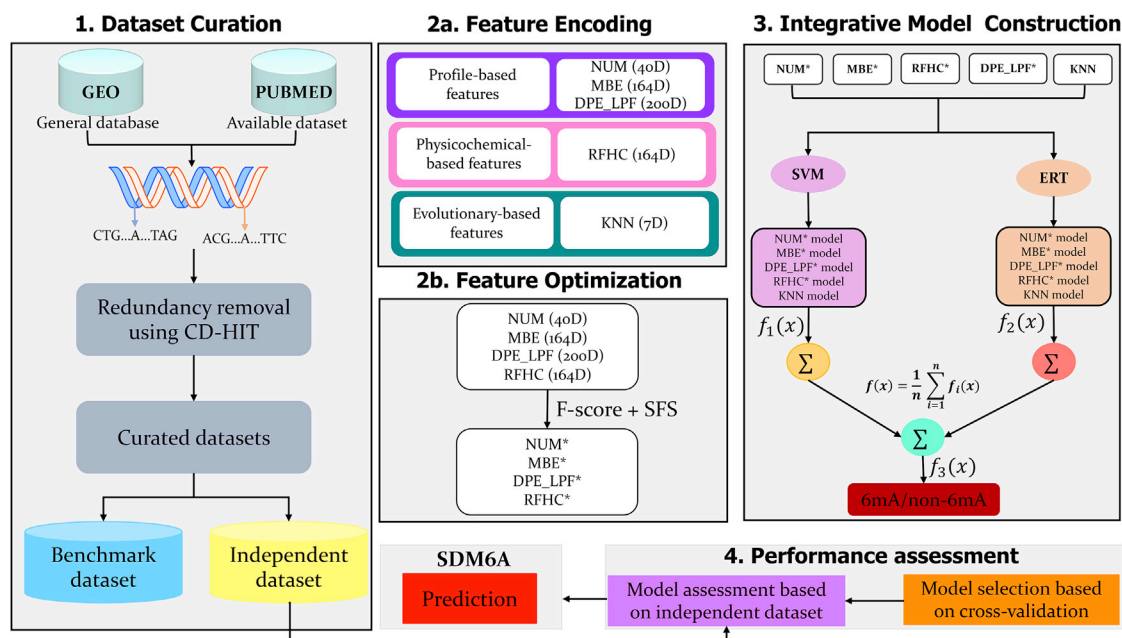 1. Dataset Curation
GEO
PUBMED
General database
Available dataset
CTG...A...TAG
ACG...A...TTC
Redundancy removal
using CD-HIT
Curated datasets
Benchmark
dataset
Independent
dataset
2a. Feature Encoding
Profile-based
features
NUM (40D)
MBE (164D)
DPE_LPF (200D)
Physicochemical-
based features
RFHC (164D)
Evolutionary-based
features
KNN (7D)
2b. Feature Optimization
NUM (40D)
MBE (164D)
DPE_LPF (200D)
RFHC (164D)
F-score + SFS
NUM*
MBE*
DPE_LPF*
RFHC*
3. Integrative Model Construction
NUM*
MBE*
RFHC*
DPE_LPF*
KNN
SVM
ERT
NUM* model
MBE* model
DPE_LPF* model
RFHC* model
KNN model
NUM* model
MBE* model
DPE_LPF* model
RFHC* model
KNN model
f₁(x)
f₂(x)
Σ
Σ
f(x) = 1/n ∑ⁿᵢ₌₁ fᵢ(x)
Σ
f₃(x)
6mA/non-6mA
4. Performance assessment
Model selection based
on cross-validation
Model assessment based
on independent dataset
SDM6A
Prediction